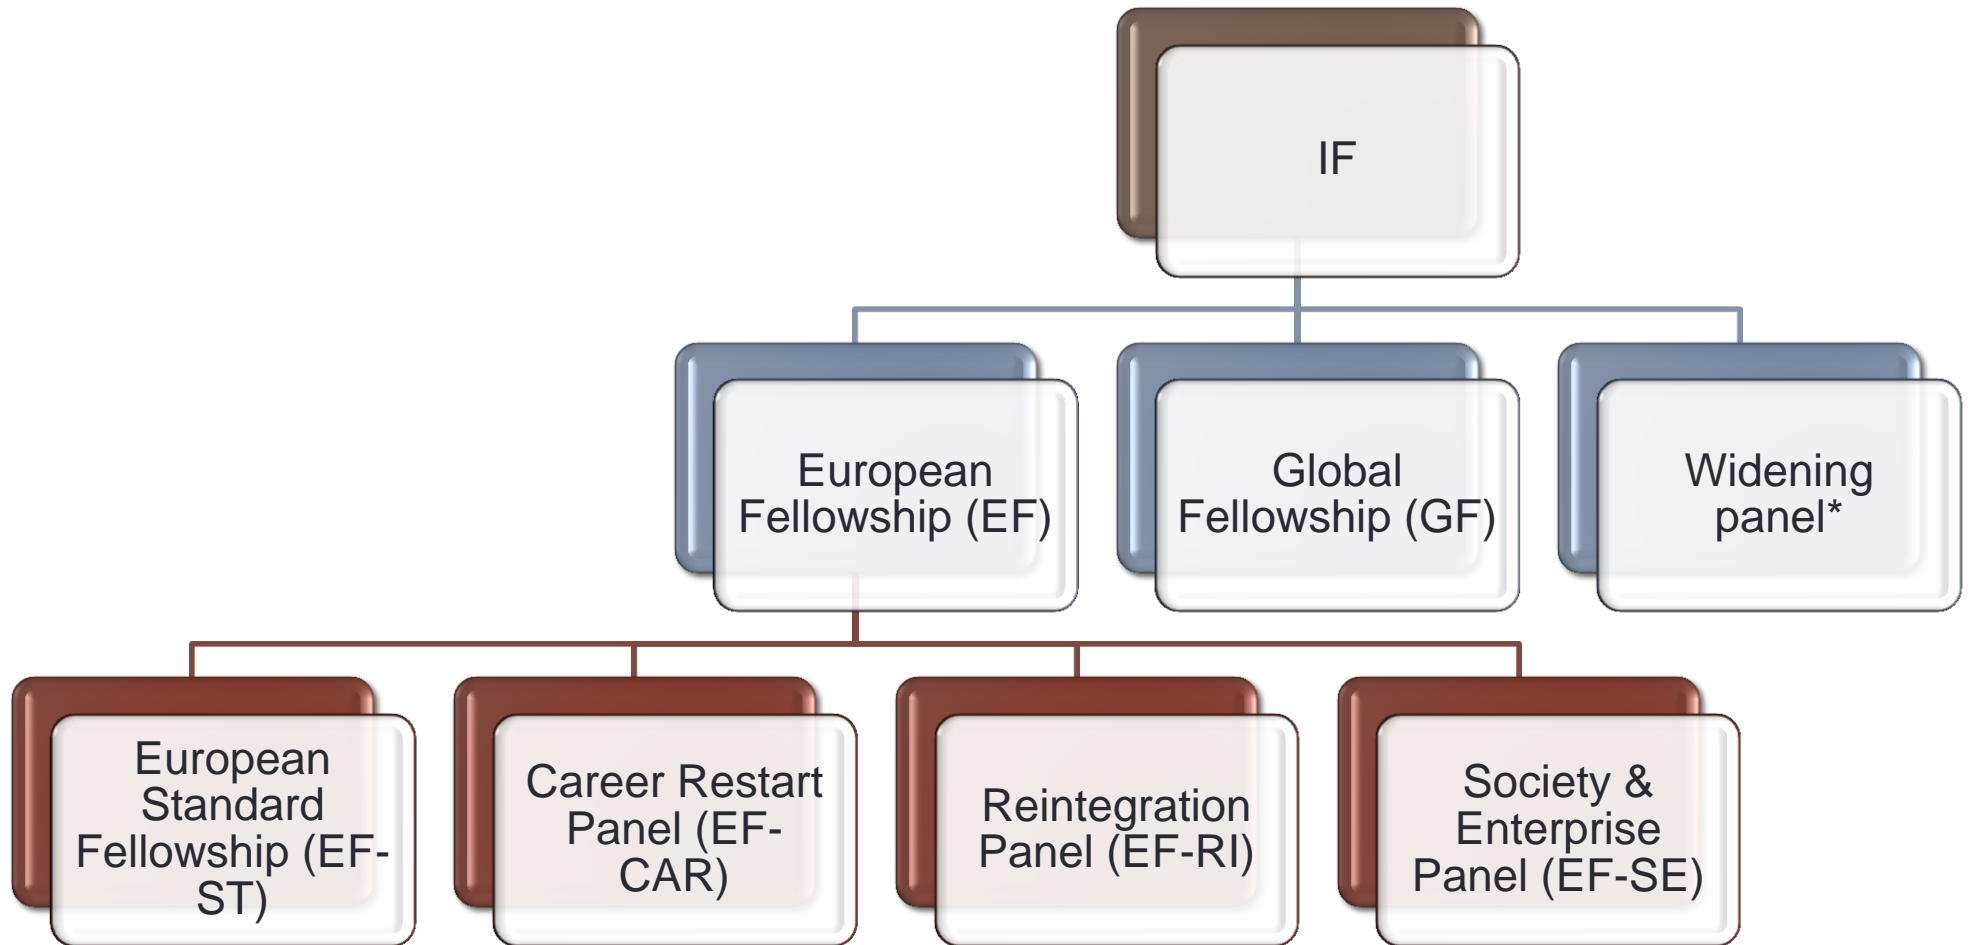 IF
European
Fellowship (EF)
Global
Fellowship (GF)
Widening
panel*
European
Standard
Fellowship (EF-
ST)
Career Restart
Panel (EF-
CAR)
Reintegration
Panel (EF-RI)
Society &
Enterprise
Panel (EF-SE)